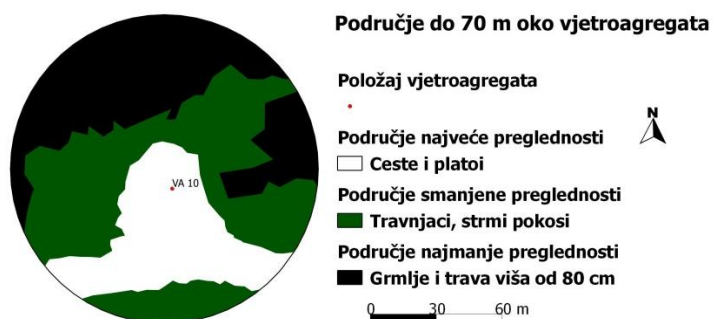 Područje do 70 m oko vjetroagregata
Položaj vjetroagregata
N
Područje najveće preglednosti
Ceste i platoi
VA 10
Područje smanjene preglednosti
Travnjaci, strmi pokosi
Područje najmanje preglednosti
Grmlje i trava viša od 80 cm
0 30 60 m